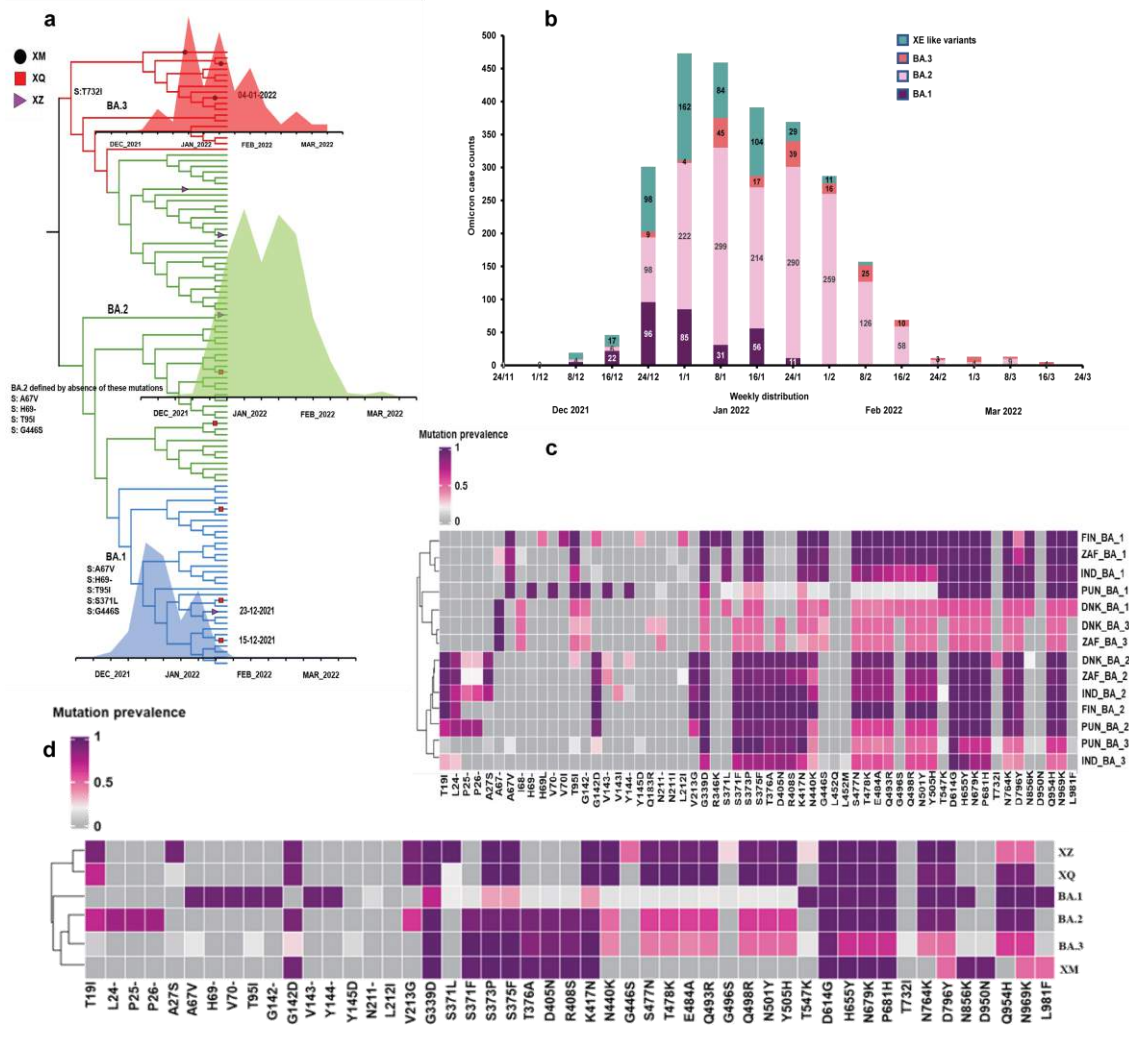 a
XM
XQ
XZ
S:T732I
BA.3
04-01-2022
DEC_2021 JAN_2022 FEB_2022 MAR_2022
BA.2
BA.2 defined by absence of these mutations
S: A67V
S: H69-
S: T95I
S: G446S
DEC_2021 JAN_2022 FEB_2022 MAR_2022
BA.1
S:A67V
S:H69-
S:T95I
S:S371L
S:G446S
23-12-2021
15-12-2021
DEC_2021 JAN_2022 FEB_2022 MAR_2022
b
XE like variants
BA.3
BA.2
BA.1
Omicron case counts
500
450
400
350
300
250
200
150
100
50
0
17
22
98
9
98
96
162
4
222
85
84
45
299
31
104
17
214
56
29
39
290
11
11
16
259
25
126
10
58
9
24/11 1/12 8/12 16/12 24/12 1/1 8/1 16/1 24/1 1/2 8/2 16/2 24/2 1/3 8/3 16/3 24/3
Weekly distribution
Dec 2021 Jan 2022 Feb 2022 Mar 2022
c
Mutation prevalence
1
0.5
0
FIN_BA_1
ZAF_BA_1
IND_BA_1
PUN_BA_1
DNK_BA_1
DNK_BA_3
ZAF_BA_3
DNK_BA_2
ZAF_BA_2
IND_BA_2
FIN_BA_2
PUN_BA_2
PUN_BA_3
IND_BA_3
T19I L24- P25- P26- A27S A67- A67V I68- H69- H69L V70- V70I T95I G142- G142D V143- Y143I Y144- Y145D Q183R N211- N211I L212I V213G G339D R346K S371L S371F S373P S375F T376A D405N R408S K417N N440K G446S L452Q L452M S477N T478K E484A Q493R G496S Q498R N501Y Y505H T547K D614G H655Y N679K P681H T732I N764K D796Y N856K D950N Q954H N969K L981F
d
Mutation prevalence
1
0.5
0
XZ
XQ
BA.1
BA.2
BA.3
XM
T19I L24- P25- P26- A27S A67V H69- V70- T95I G142- G142D V143- Y144- Y145D N211- L212I V213G G339D S371L S371F S373P S375F T376A D405N R408S K417N N440K G446S S477N T478K E484A Q493R G496S Q498R N501Y Y505H T547K D614G H655Y N679K P681H T732I N764K D796Y N856K D950N Q954H N969K L981F